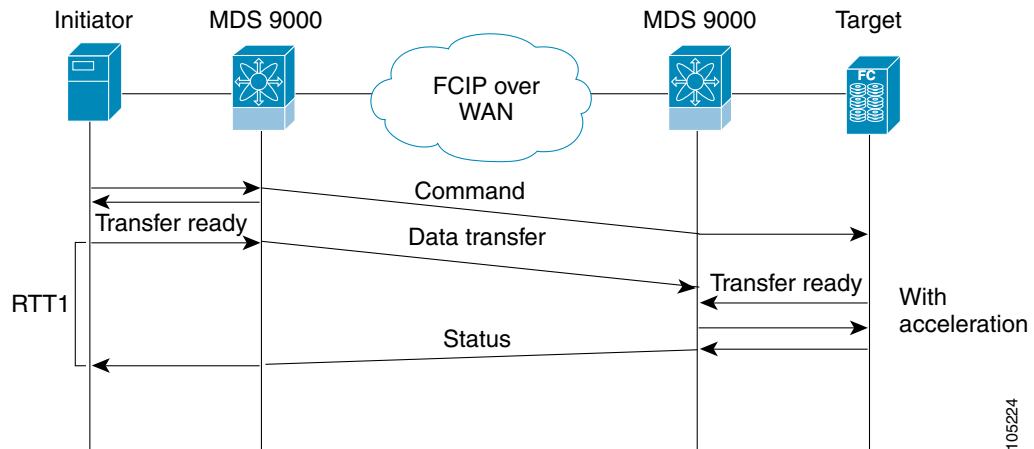 Initiator
MDS 9000
MDS 9000
Target
FCIP over
WAN
FC
Command
Transfer ready
Data transfer
Transfer ready
RTT1
With
acceleration
Status
105224